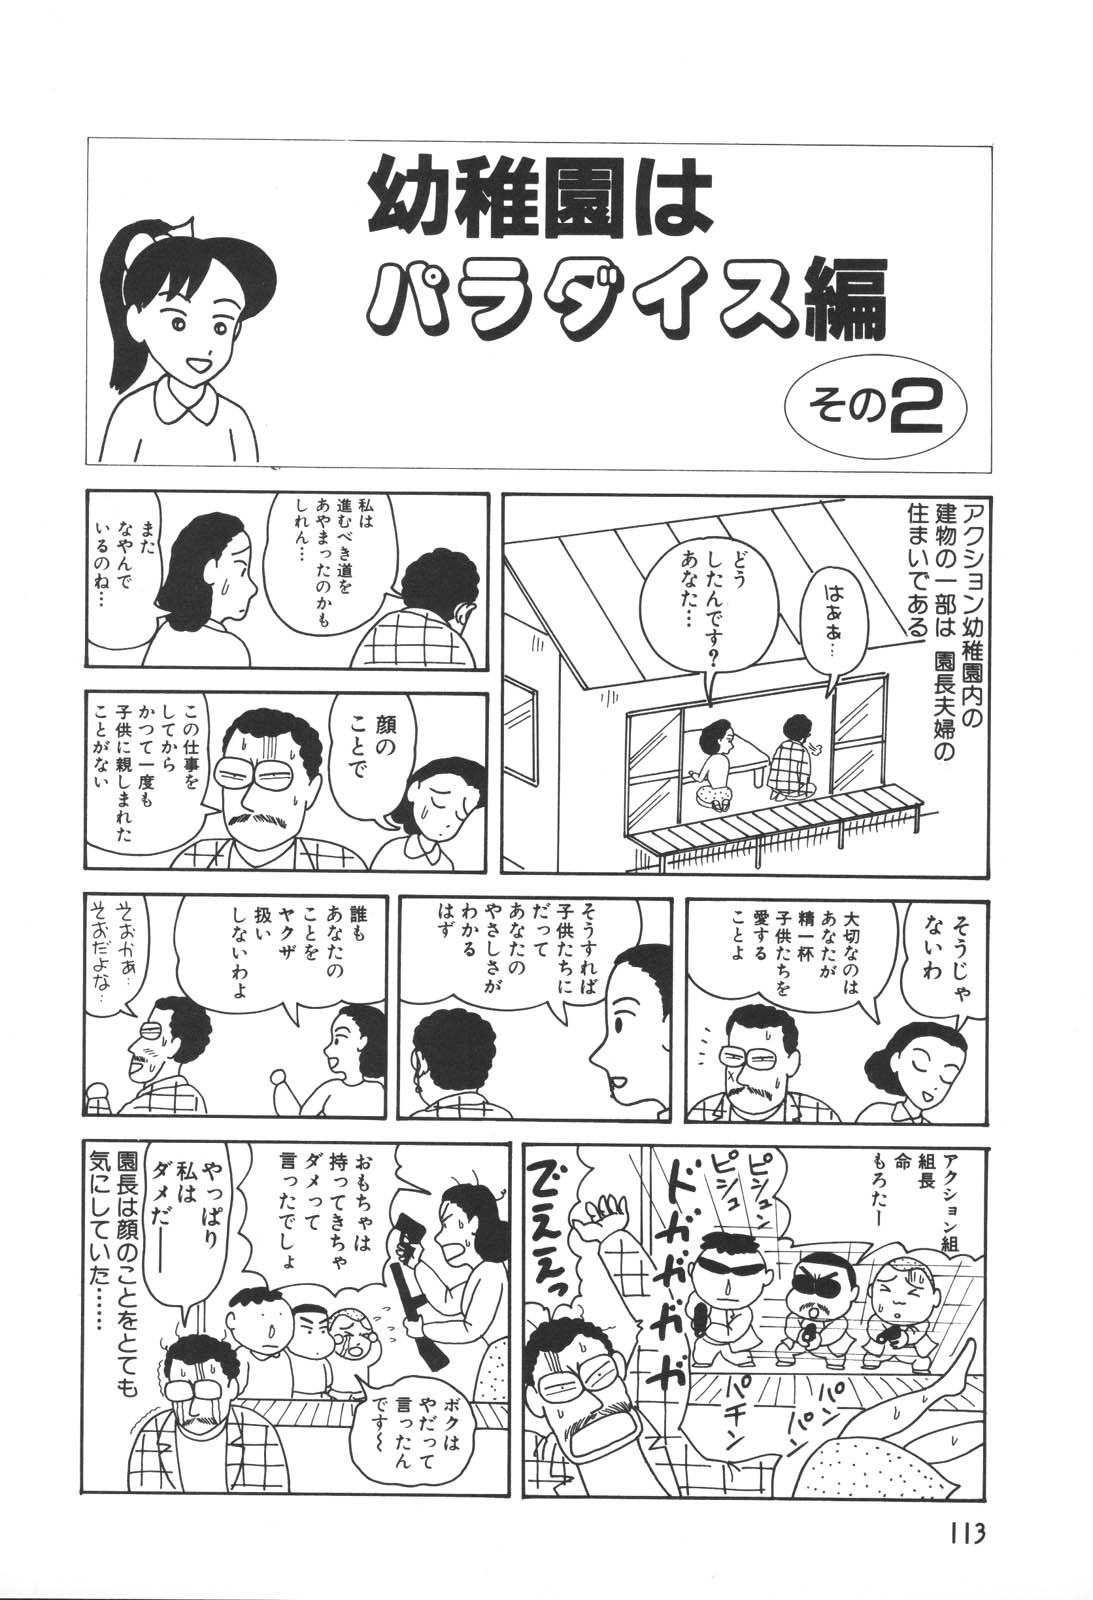 幼稚園は
パラダイス編
その2
アクション幼稚園内の
建物の一部は 園長夫婦の
住まいである
はぁぁ…
どう
したんです?
あなた…
私は
進むべき道を
あやまったのかも
しれん…
また
なやんで
いるのね…
顔の
ことで
この仕事を
してから
かつて一度も
子供に親しまれた
ことがない
そうじゃ
ないわ
大切なのは
あなたが
精一杯
子供たちを
愛する
ことよ
そうすれば
子供たちに
だって
あなたの
やさしさが
わかる
はず
誰も
あなたの
ことを
ヤクザ
扱い
しないわよ
そおかぁ…
そおだよな…
アクション組
組長
命
もろたー
ピシュン
ピシュン
ドガガガガガ
パチン
パン
パン
でえええっ
おもちゃは
持ってきちゃ
ダメって
言ったでしょ
ボクは
やだって
言ったん
です〜
やっぱり
私は
ダメだ──
園長は顔のことをとても
気にしていた……
113